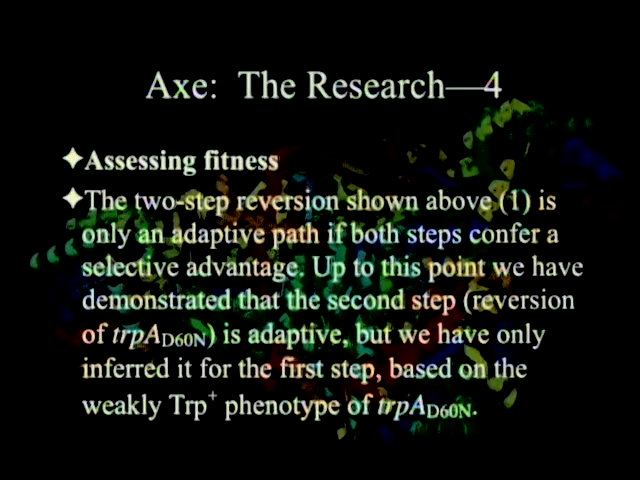 Axe: The Research—4
✦Assessing fitness
✦The two-step reversion shown above (1) is
only an adaptive path if both steps confer a
selective advantage. Up to this point we have
demonstrated that the second step (reversion
of trpAD60N) is adaptive, but we have only
inferred it for the first step, based on the
weakly Trp⁺ phenotype of trpAD60N.